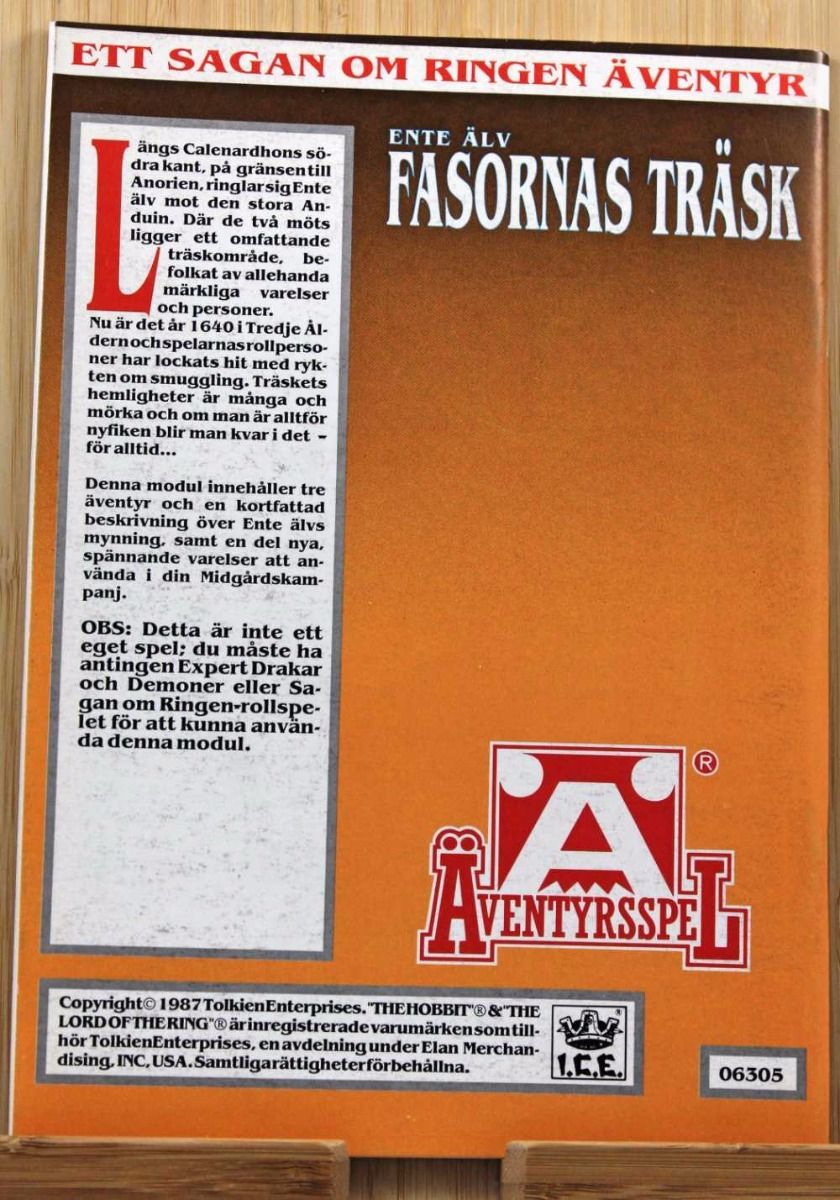 ETT SAGAN OM RINGEN ÄVENTYR
ENTE ÄLV
FASORNAS TRÄSK
Längs Calenardhons sö-
dra kant, på gränsen till
Anorien, ringlar sig Ente
älv mot den stora An-
duin. Där de två möts
ligger ett omfattande
träskområde, be-
folkat av allehanda
märkliga varelser
och personer.
Nu är det år 1640 i Tredje Ål-
dern och spelarnas rollperso-
ner har lockats hit med ryk-
ten om smuggling. Träskets
hemligheter är många och
mörka och om man är alltför
nyfiken blir man kvar i det –
för alltid...
Denna modul innehåller tre
äventyr och en kortfattad
beskrivning över Ente älvs
mynning, samt en del nya,
spännande varelser att an-
vända i din Midgårdskam-
panj.
OBS: Detta är inte ett
eget spel; du måste ha
antingen Expert Drakar
och Demoner eller Sa-
gan om Ringen-rollspe-
let för att kunna använ-
da denna modul.
Ä ®
ÄVENTYRSSPEL
Copyright© 1987 Tolkien Enterprises. "THE HOBBIT"® & "THE
LORD OF THE RING"® är inregistrerade varumärken som till-
hör Tolkien Enterprises, en avdelning under Elan Merchan-
dising, INC, USA. Samtliga rättigheter förbehållna.
I.C.E.
06305